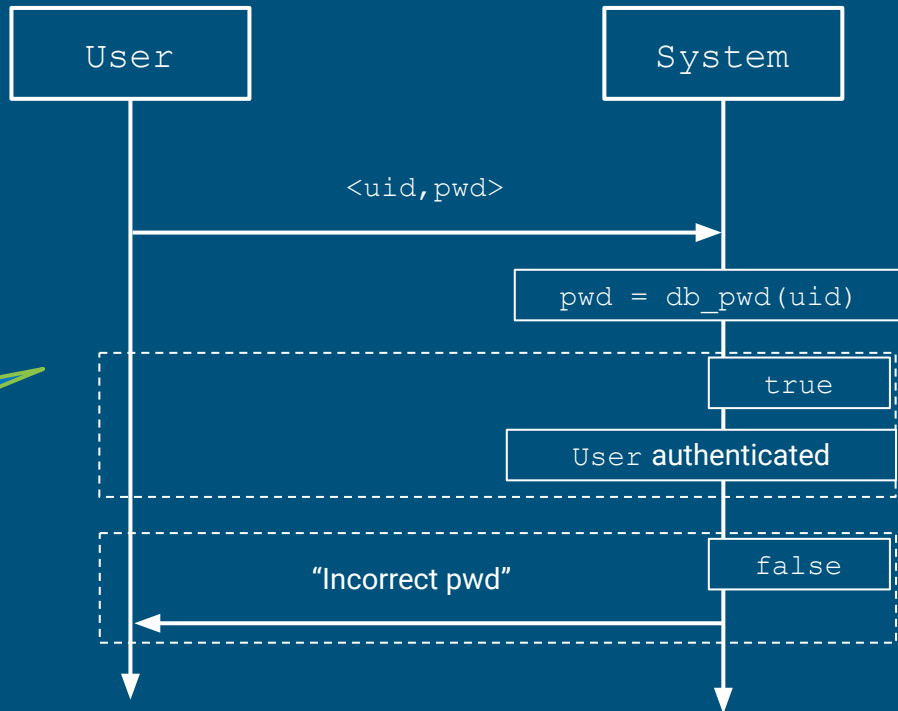 User
System
<uid,pwd>
pwd = db_pwd(uid)
true
User authenticated
false
“Incorrect pwd”